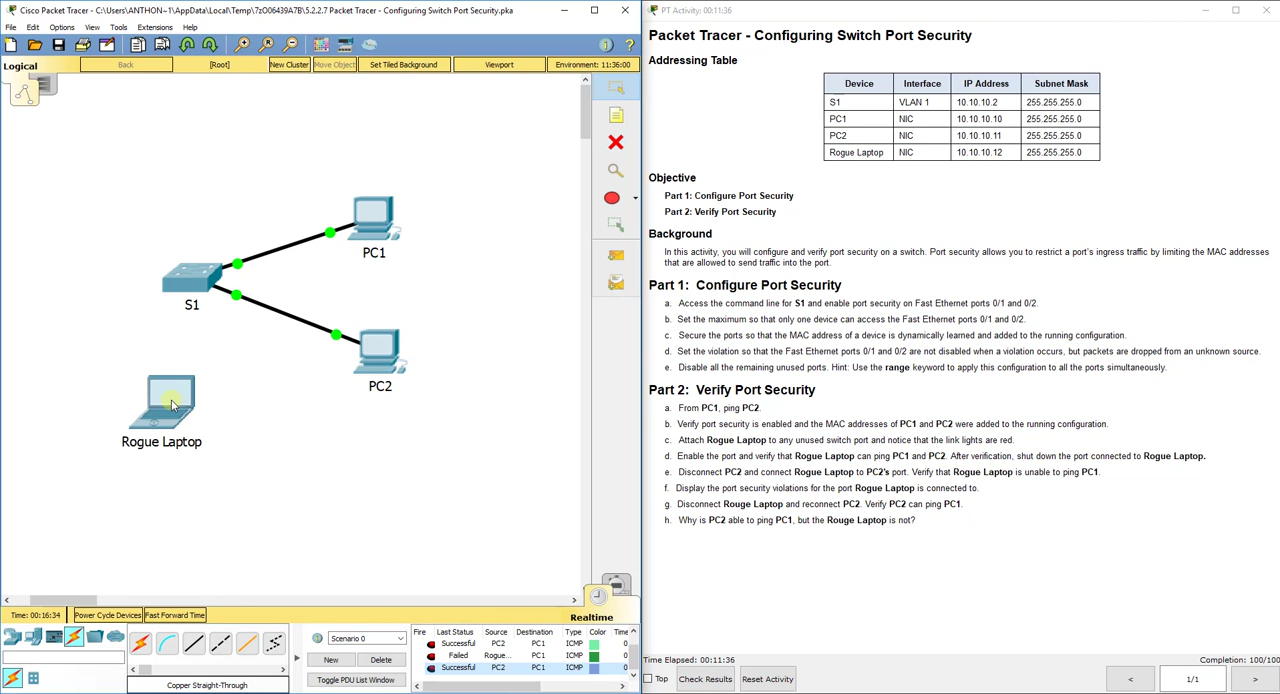 Cisco Packet Tracer - C:\Users\ANTHON~1\AppData\Local\Temp\7zO06439A7B\5.2.2.7 Packet Tracer - Configuring Switch Port Security.pka
File Edit Options View Tools Extensions Help
Logical
Back
[Root]
New Cluster
Move Object
Set Tiled Background
Viewport
Environment: 11:36:00
PC1
S1
PC2
Rogue Laptop
Realtime
Time: 00:16:34
Power Cycle Devices
Fast Forward Time
Copper Straight-Through
Scenario 0
New
Delete
Toggle PDU List Window
Fire Last Status Source Destination Type Color
Successful PC2 PC1 ICMP
Failed Rogue... PC1 ICMP
Successful PC2 PC1 ICMP
PT Activity: 00:11:36
Packet Tracer - Configuring Switch Port Security
Addressing Table
Device Interface IP Address Subnet Mask
S1 VLAN 1 10.10.10.2 255.255.255.0
PC1 NIC 10.10.10.10 255.255.255.0
PC2 NIC 10.10.10.11 255.255.255.0
Rogue Laptop NIC 10.10.10.12 255.255.255.0
Objective
Part 1: Configure Port Security
Part 2: Verify Port Security
Background
In this activity, you will configure and verify port security on a switch. Port security allows you to restrict a port's ingress traffic by limiting the MAC addresses
that are allowed to send traffic into the port.
Part 1: Configure Port Security
a. Access the command line for S1 and enable port security on Fast Ethernet ports 0/1 and 0/2.
b. Set the maximum so that only one device can access the Fast Ethernet ports 0/1 and 0/2.
c. Secure the ports so that the MAC address of a device is dynamically learned and added to the running configuration.
d. Set the violation so that the Fast Ethernet ports 0/1 and 0/2 are not disabled when a violation occurs, but packets are dropped from an unknown source.
e. Disable all the remaining unused ports. Hint: Use the range keyword to apply this configuration to all the ports simultaneously.
Part 2: Verify Port Security
a. From PC1, ping PC2.
b. Verify port security is enabled and the MAC addresses of PC1 and PC2 were added to the running configuration.
c. Attach Rogue Laptop to any unused switch port and notice that the link lights are red.
d. Enable the port and verify that Rogue Laptop can ping PC1 and PC2. After verification, shut down the port connected to Rogue Laptop.
e. Disconnect PC2 and connect Rogue Laptop to PC2's port. Verify that Rogue Laptop is unable to ping PC1.
f. Display the port security violations for the port Rogue Laptop is connected to.
g. Disconnect Rouge Laptop and reconnect PC2. Verify PC2 can ping PC1.
h. Why is PC2 able to ping PC1, but the Rogue Laptop is not?
Time Elapsed: 00:11:36
Completion: 100/100
Top
Check Results
Reset Activity
<
1/1
>